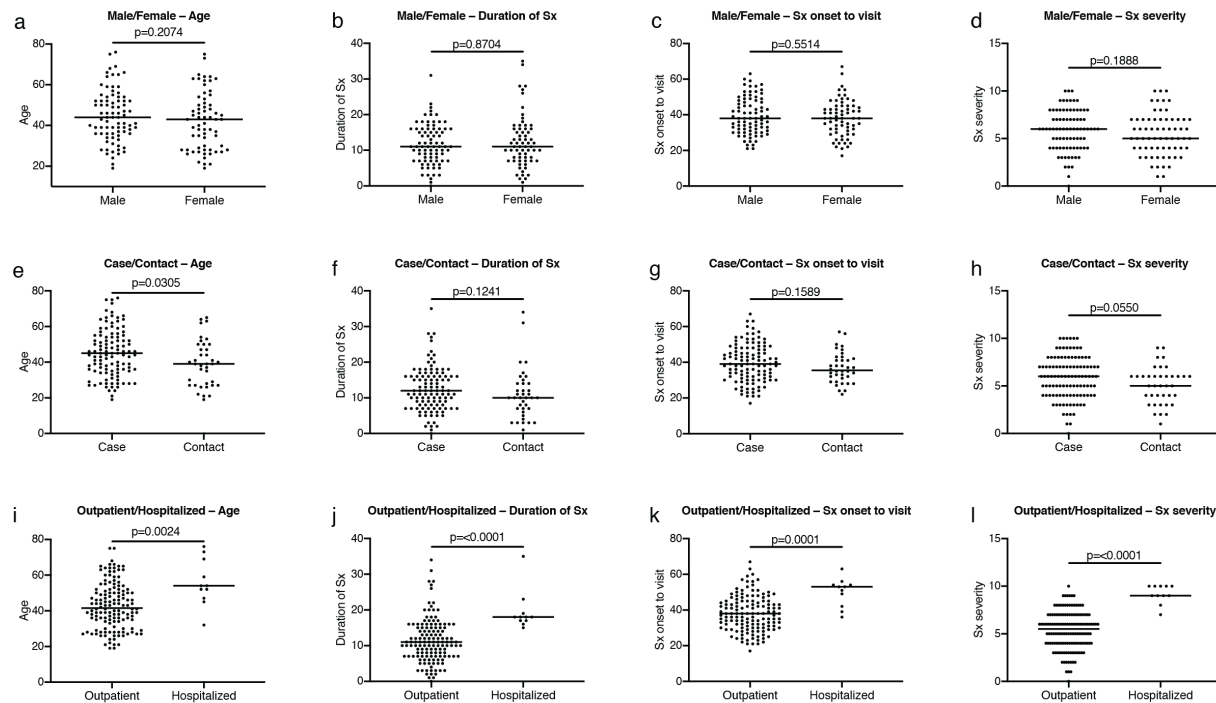 a
Male/Female – Age
p=0.2074
80
60
40
20
Age
Male
Female
b
Male/Female – Duration of Sx
p=0.8704
40
30
20
10
0
Duration of Sx
Male
Female
c
Male/Female – Sx onset to visit
p=0.5514
80
60
40
20
0
Sx onset to visit
Male
Female
d
Male/Female – Sx severity
p=0.1888
15
10
5
0
Sx severity
Male
Female
e
Case/Contact – Age
p=0.0305
80
60
40
20
0
Age
Case
Contact
f
Case/Contact – Duration of Sx
p=0.1241
40
30
20
10
0
Duration of Sx
Case
Contact
g
Case/Contact – Sx onset to visit
p=0.1589
80
60
40
20
0
Sx onset to visit
Case
Contact
h
Case/Contact – Sx severity
p=0.0550
15
10
5
0
Sx severity
Case
Contact
i
Outpatient/Hospitalized – Age
p=0.0024
80
60
40
20
0
Age
Outpatient
Hospitalized
j
Outpatient/Hospitalized – Duration of Sx
p=<0.0001
40
30
20
10
0
Duration of Sx
Outpatient
Hospitalized
k
Outpatient/Hospitalized – Sx onset to visit
p=0.0001
80
60
40
20
0
Sx onset to visit
Outpatient
Hospitalized
l
Outpatient/Hospitalized – Sx severity
p=<0.0001
15
10
5
0
Sx severity
Outpatient
Hospitalized